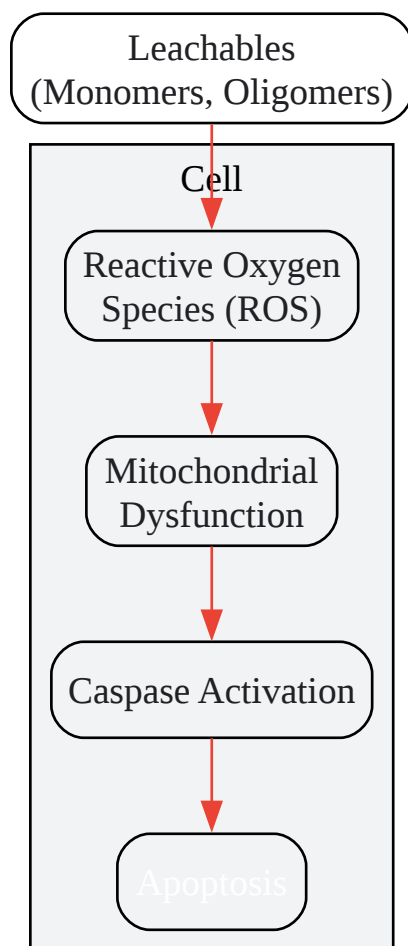 Leachables
(Monomers, Oligomers)
Cell
Reactive Oxygen
Species (ROS)
Mitochondrial
Dysfunction
Caspase Activation
Apoptosis